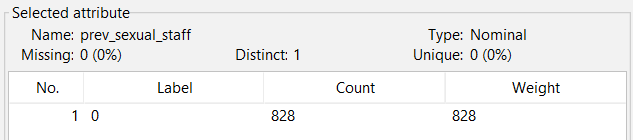 Selected attribute
Name: prev_sexual_staff Type: Nominal
Missing: 0 (0%) Distinct: 1 Unique: 0 (0%)
No. Label Count Weight
1 0 828 828